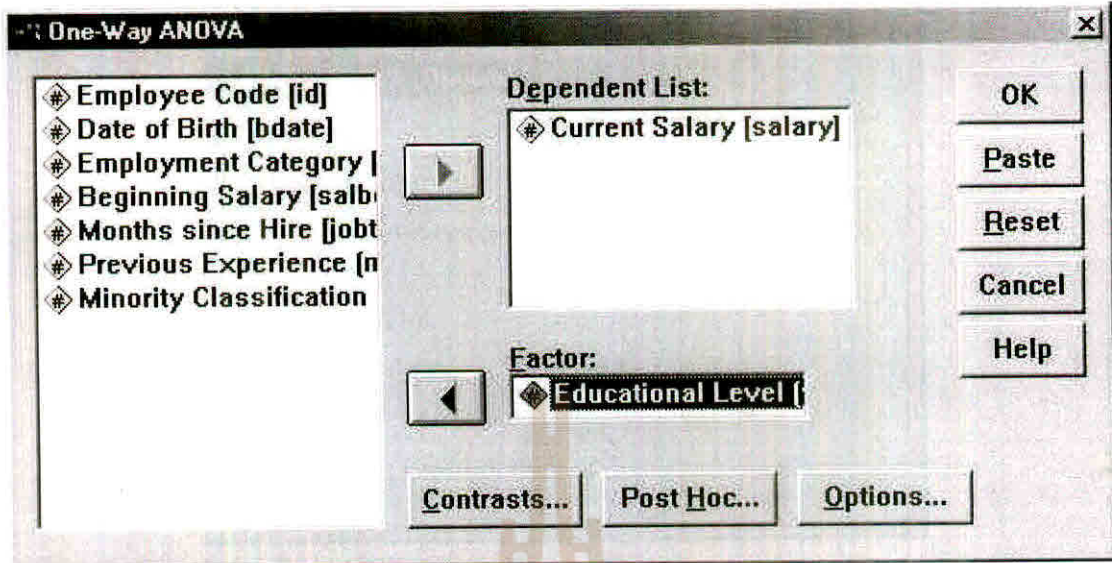 One-Way ANOVA
Employee Code [id]
Date of Birth [bdate]
Employment Category [
Beginning Salary [salb
Months since Hire [jobt
Previous Experience [
Minority Classification
Dependent List:
Current Salary [salary]
Factor:
Educational Level [
OK
Paste
Reset
Cancel
Help
Contrasts...
Post Hoc...
Options...